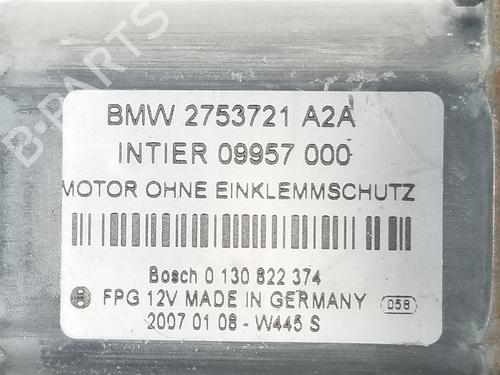 B-PARTS
BMW 2753721 A2A
INTIER 09957 000
MOTOR OHNE EINKLEMMSCHUTZ
Bosch 0 130 822 374
FPG 12V MADE IN GERMANY 058
2007 01 08 - W445 S